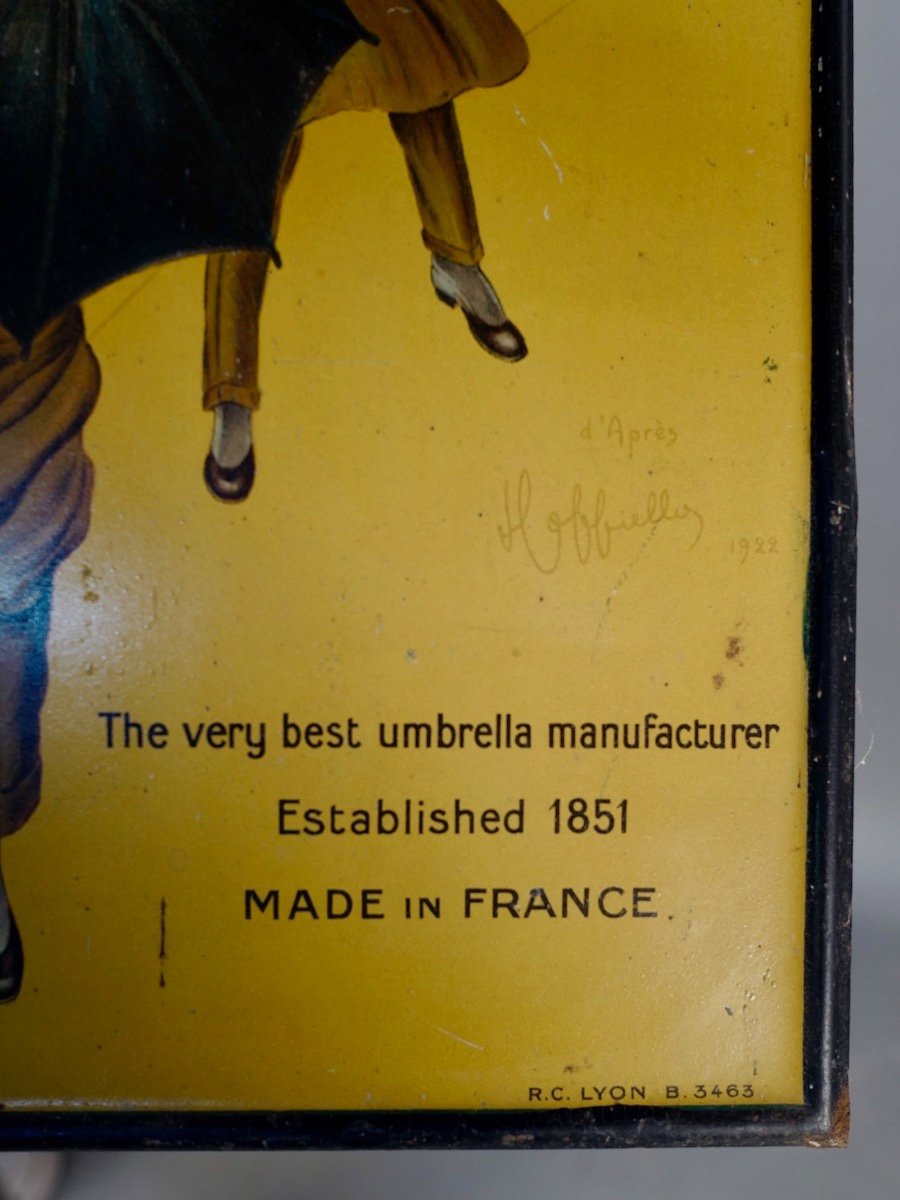 d'Après
1922
The very best umbrella manufacturer
Established 1851
MADE IN FRANCE.
R.C. LYON B. 3463